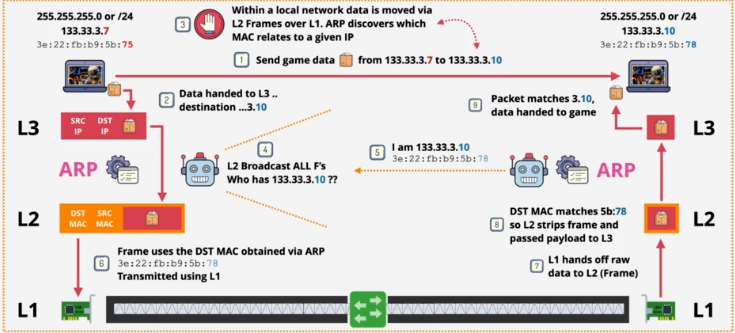 255.255.255.0 or /24
133.33.3.7
3e:22:fb:b9:5b:75
3
Within a local network data is moved via
L2 Frames over L1. ARP discovers which
MAC relates to a given IP
255.255.255.0 or /24
133.33.3.10
3e:22:fb:b9:5b:78
1 Send game data from 133.33.3.7 to 133.33.3.10
2 Data handed to L3 ..
destination ...3.10
9 Packet matches 3.10,
data handed to game
L3
SRC IP
DST IP
L3
ARP
4
L2 Broadcast ALL F's
Who has 133.33.3.10 ??
5 I am 133.33.3.10
3e:22:fb:b9:5b:78
ARP
L2
DST MAC
SRC MAC
8 DST MAC matches 5b:78
so L2 strips frame and
passed payload to L3
L2
6 Frame uses the DST MAC obtained via ARP
3e:22:fb:b9:5b:78
Transmitted using L1
7 L1 hands off raw
data to L2 (Frame)
L1
L1